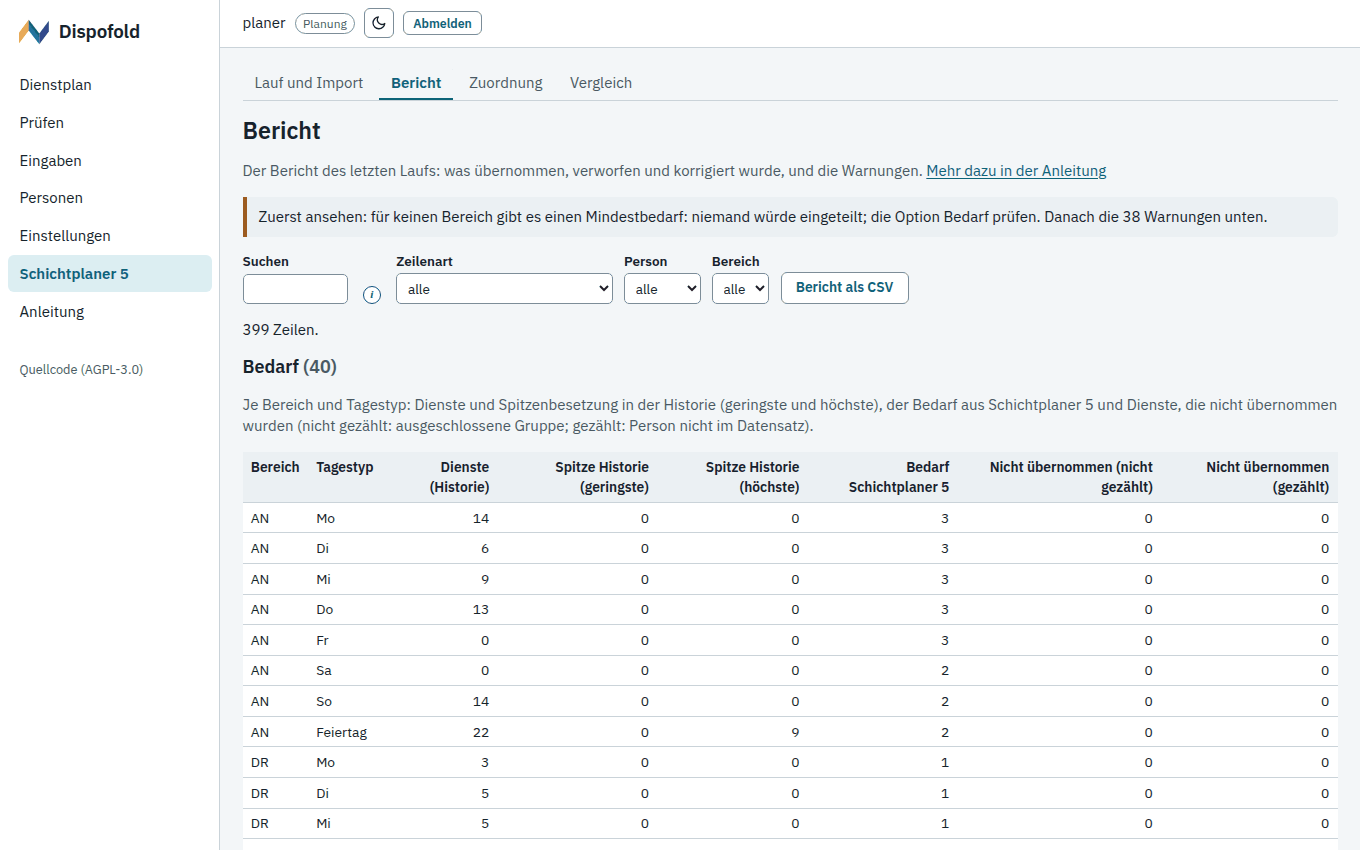 Dispofold
planer Planung Abmelden
Dienstplan
Prüfen
Eingaben
Personen
Einstellungen
Schichtplaner 5
Anleitung
Quellcode (AGPL-3.0)
Lauf und Import Bericht Zuordnung Vergleich
Bericht
Der Bericht des letzten Laufs: was übernommen, verworfen und korrigiert wurde, und die Warnungen. Mehr dazu in der Anleitung
Zuerst ansehen: für keinen Bereich gibt es einen Mindestbedarf: niemand würde eingeteilt; die Option Bedarf prüfen. Danach die 38 Warnungen unten.
Suchen Zeilenart Person Bereich
i alle alle alle Bericht als CSV
399 Zeilen.
Bedarf (40)
Je Bereich und Tagestyp: Dienste und Spitzenbesetzung in der Historie (geringste und höchste), der Bedarf aus Schichtplaner 5 und Dienste, die nicht übernommen
wurden (nicht gezählt: ausgeschlossene Gruppe; gezählt: Person nicht im Datensatz).
Bereich Tagestyp Dienste Spitze Historie Spitze Historie Bedarf Nicht übernommen (nicht Nicht übernommen
(Historie) (geringste) (höchste) Schichtplaner 5 gezählt) (gezählt)
AN Mo 14 0 0 3 0 0
AN Di 6 0 0 3 0 0
AN Mi 9 0 0 3 0 0
AN Do 13 0 0 3 0 0
AN Fr 0 0 0 3 0 0
AN Sa 0 0 0 2 0 0
AN So 14 0 0 2 0 0
AN Feiertag 22 0 9 2 0 0
DR Mo 3 0 0 1 0 0
DR Di 5 0 0 1 0 0
DR Mi 5 0 0 1 0 0